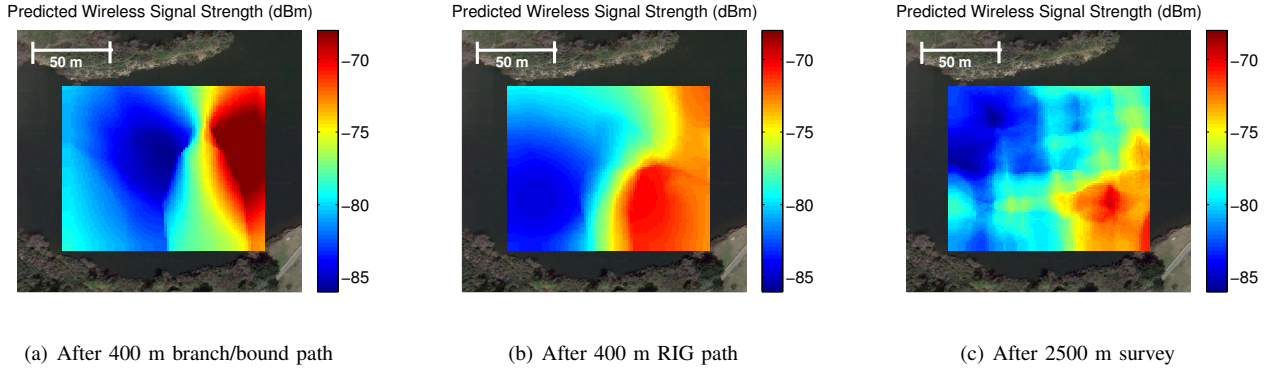 Predicted Wireless Signal Strength (dBm)
50 m
−70
−75
−80
−85
(a) After 400 m branch/bound path
Predicted Wireless Signal Strength (dBm)
50 m
−70
−75
−80
−85
(b) After 400 m RIG path
Predicted Wireless Signal Strength (dBm)
50 m
−70
−75
−80
−85
(c) After 2500 m survey